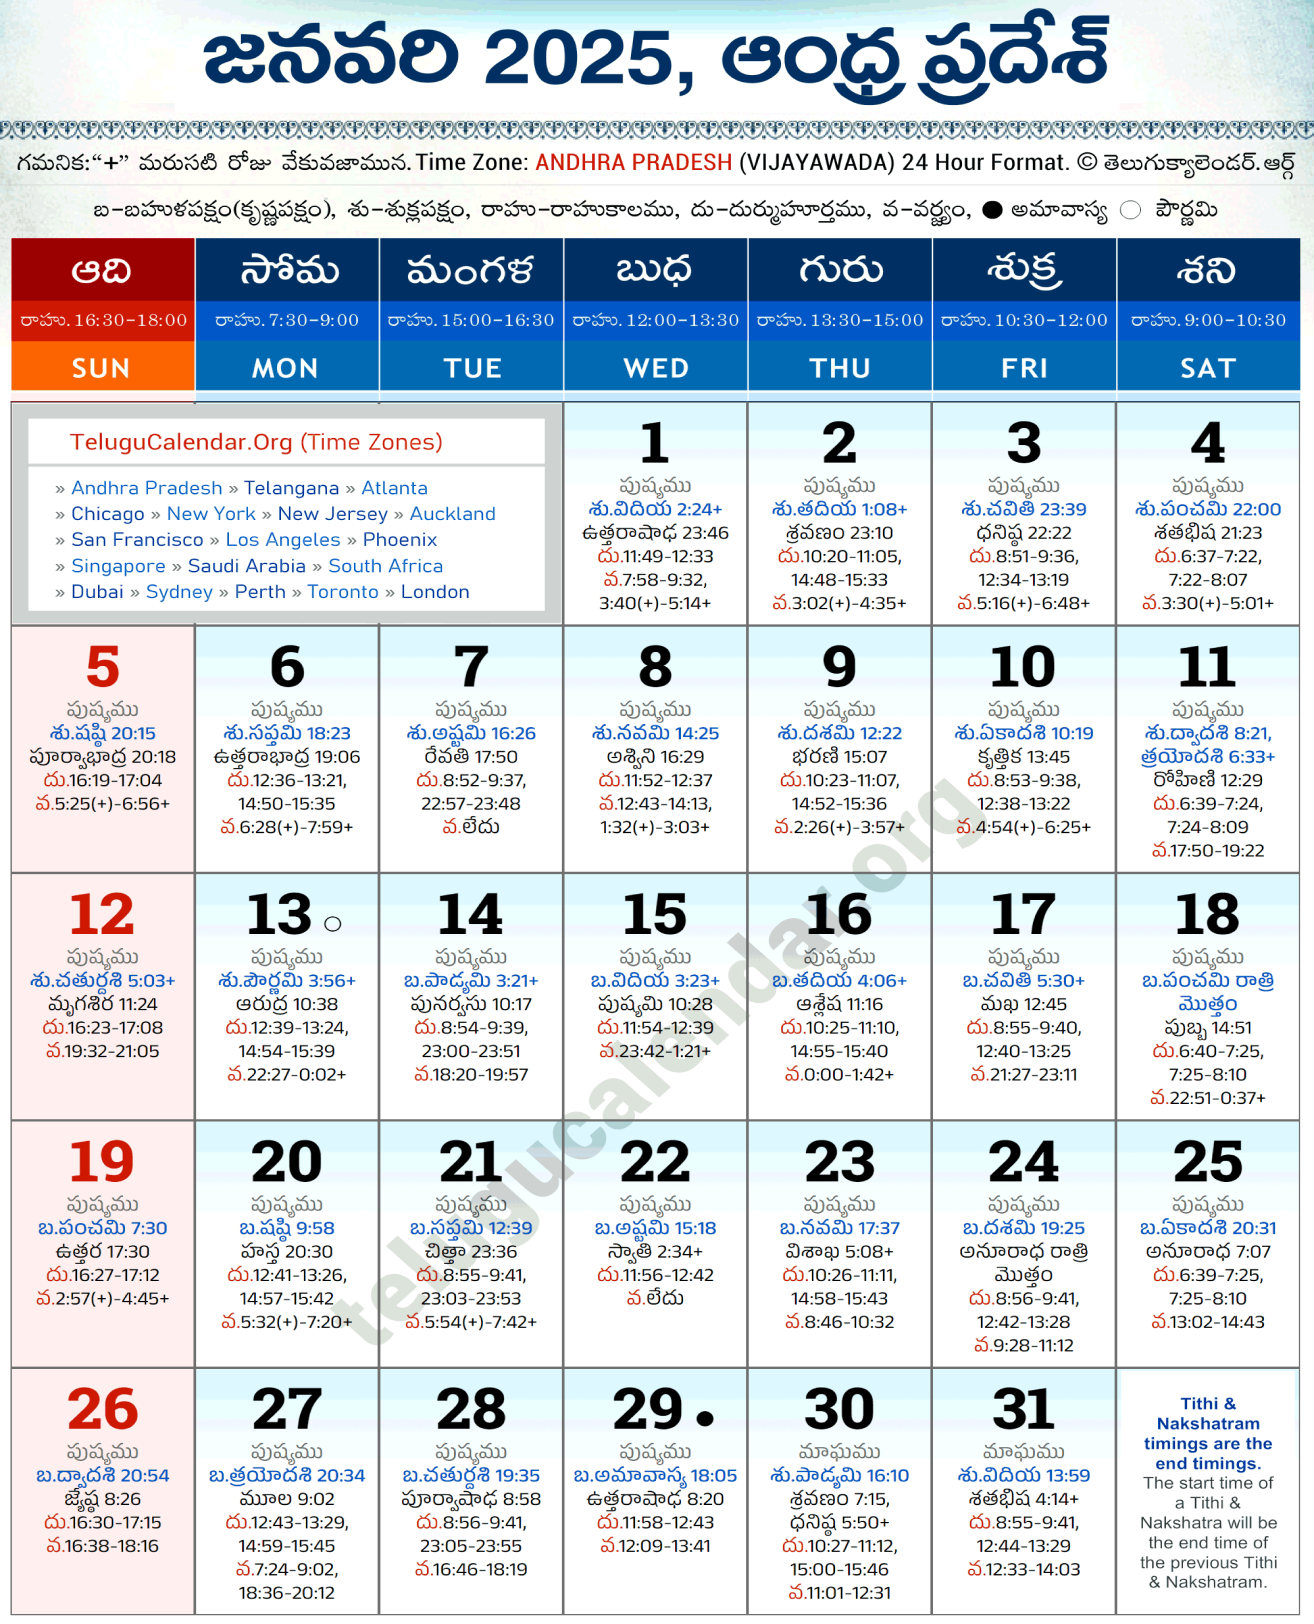 జనవరి 2025, ఆంధ్ర ప్రదేశ్
గమనిక:“+” మరుసటి రోజు వేకువజామున. Time Zone: ANDHRA PRADESH (VIJAYAWADA) 24 Hour Format. © తెలుగుక్యాలెండర్.ఆర్గ్
బ-బహుళపక్షం(కృష్ణపక్షం), శు-శుక్లపక్షం, రాహు-రాహుకాలము, దు-దుర్ముహూర్తము, వ-వర్జ్యం, ● అమావాస్య ○ పౌర్ణమి
ఆది సోమ మంగళ బుధ గురు శుక్ర శని
రాహు. 16:30-18:00 రాహు. 7:30-9:00 రాహు. 15:00-16:30 రాహు. 12:00-13:30 రాహు. 13:30-15:00 రాహు. 10:30-12:00 రాహు. 9:00-10:30
SUN MON TUE WED THU FRI SAT
TeluguCalendar.Org (Time Zones)
» Andhra Pradesh » Telangana » Atlanta
» Chicago » New York » New Jersey » Auckland
» San Francisco » Los Angeles » Phoenix
» Singapore » Saudi Arabia » South Africa
» Dubai » Sydney » Perth » Toronto » London
1
పుష్యము
శు.విదియ 2:24+
ఉత్తరాషాఢ 23:46
దు.11:49-12:33
వ.7:58-9:32,
3:40(+)-5:14+
2
పుష్యము
శు.తదియ 1:08+
శ్రవణం 23:10
దు.10:20-11:05,
14:48-15:33
వ.3:02(+)-4:35+
3
పుష్యము
శు.చవితి 23:39
ధనిష్ఠ 22:22
దు.8:51-9:36,
12:34-13:19
వ.5:16(+)-6:48+
4
పుష్యము
శు.పంచమి 22:00
శతభిష 21:23
దు.6:37-7:22,
7:22-8:07
వ.3:30(+)-5:01+
5
పుష్యము
శు.షష్ఠి 20:15
పూర్వాభాద్ర 20:18
దు.16:19-17:04
వ.5:25(+)-6:56+
6
పుష్యము
శు.సప్తమి 18:23
ఉత్తరాభాద్ర 19:06
దు.12:36-13:21,
14:50-15:35
వ.6:28(+)-7:59+
7
పుష్యము
శు.అష్టమి 16:26
రేవతి 17:50
దు.8:52-9:37,
22:57-23:48
వ.లేదు
8
పుష్యము
శు.నవమి 14:25
అశ్విని 16:29
దు.11:52-12:37
వ.12:43-14:13,
1:32(+)-3:03+
9
పుష్యము
శు.దశమి 12:22
భరణి 15:07
దు.10:23-11:07,
14:52-15:36
వ.2:26(+)-3:57+
10
పుష్యము
శు.ఏకాదశి 10:19
కృత్తిక 13:45
దు.8:53-9:38,
12:38-13:22
వ.4:54(+)-6:25+
11
పుష్యము
శు.ద్వాదశి 8:21,
త్రయోదశి 6:33+
రోహిణి 12:29
దు.6:39-7:24,
7:24-8:09
వ.17:50-19:22
12
పుష్యము
శు.చతుర్దశి 5:03+
మృగశిర 11:24
దు.16:23-17:08
వ.19:32-21:05
13 ○
పుష్యము
శు.పౌర్ణమి 3:56+
ఆరుద్ర 10:38
దు.12:39-13:24,
14:54-15:39
వ.22:27-0:02+
14
పుష్యము
బ.పాడ్యమి 3:21+
పునర్వసు 10:17
దు.8:54-9:39,
23:00-23:51
వ.18:20-19:57
15
పుష్యము
బ.విదియ 3:23+
పుష్యమి 10:28
దు.11:54-12:39
వ.23:42-1:21+
16
పుష్యము
బ.తదియ 4:06+
ఆశ్లేష 11:16
దు.10:25-11:10,
14:55-15:40
వ.0:00-1:42+
17
పుష్యము
బ.చవితి 5:30+
మఖ 12:45
దు.8:55-9:40,
12:40-13:25
వ.21:27-23:11
18
పుష్యము
బ.పంచమి రాత్రి
మొత్తం
పుబ్బ 14:51
దు.6:40-7:25,
7:25-8:10
వ.22:51-0:37+
19
పుష్యము
బ.పంచమి 7:30
ఉత్తర 17:30
దు.16:27-17:12
వ.2:57(+)-4:45+
20
పుష్యము
బ.షష్ఠి 9:58
హస్త 20:30
దు.12:41-13:26,
14:57-15:42
వ.5:32(+)-7:20+
21
పుష్యము
బ.సప్తమి 12:39
చిత్తా 23:36
దు.8:55-9:41,
23:03-23:53
వ.5:54(+)-7:42+
22
పుష్యము
బ.అష్టమి 15:18
స్వాతి 2:34+
దు.11:56-12:42
వ.లేదు
23
పుష్యము
బ.నవమి 17:37
విశాఖ 5:08+
దు.10:26-11:11,
14:58-15:43
వ.8:46-10:32
24
పుష్యము
బ.దశమి 19:25
అనూరాధ రాత్రి
మొత్తం
దు.8:56-9:41,
12:42-13:28
వ.9:28-11:12
25
పుష్యము
బ.ఏకాదశి 20:31
అనూరాధ 7:07
దు.6:39-7:25,
7:25-8:10
వ.13:02-14:43
26
పుష్యము
బ.ద్వాదశి 20:54
జ్యేష్ఠ 8:26
దు.16:30-17:15
వ.16:38-18:16
27
పుష్యము
బ.త్రయోదశి 20:34
మూల 9:02
దు.12:43-13:29,
14:59-15:45
వ.7:24-9:02,
18:36-20:12
28
పుష్యము
బ.చతుర్దశి 19:35
పూర్వాషాఢ 8:58
దు.8:56-9:41,
23:05-23:55
వ.16:46-18:19
29 ●
పుష్యము
బ.అమావాస్య 18:05
ఉత్తరాషాఢ 8:20
దు.11:58-12:43
వ.12:09-13:41
30
మాఘము
శు.పాడ్యమి 16:10
శ్రవణం 7:15,
ధనిష్ఠ 5:50+
దు.10:27-11:12,
15:00-15:46
వ.11:01-12:31
31
మాఘము
శు.విదియ 13:59
శతభిష 4:14+
దు.8:55-9:41,
12:44-13:29
వ.12:33-14:03
Tithi &
Nakshatram
timings are the
end timings.
The start time of
a Tithi &
Nakshatra will be
the end time of
the previous Tithi
& Nakshatram.
telugucalendar.org